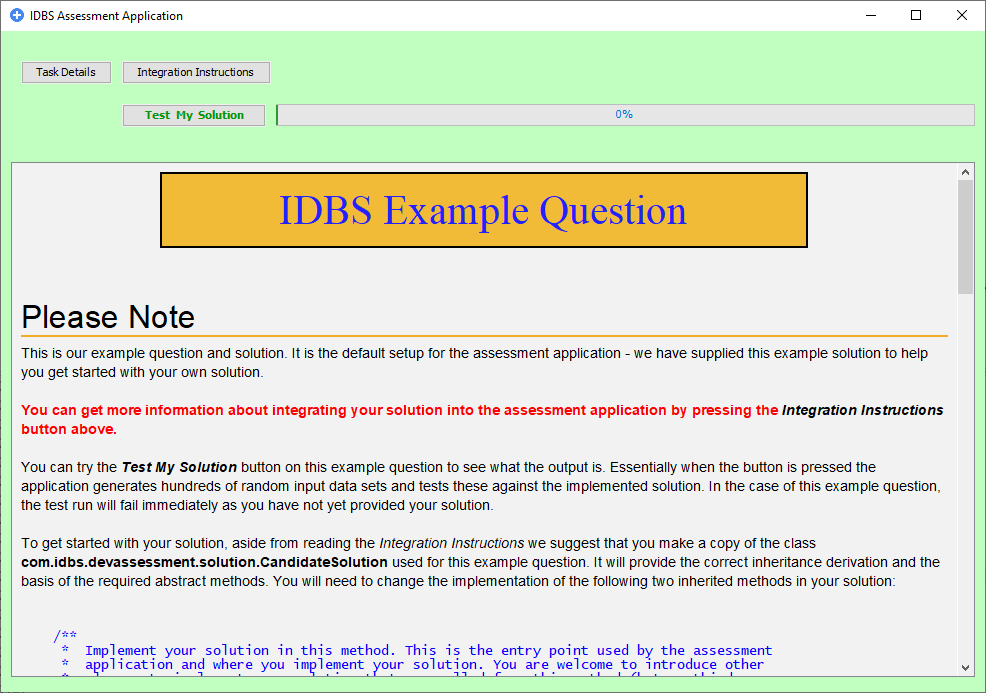 IDBS Assessment Application
Task Details
Integration Instructions
Test My Solution
0%
IDBS Example Question
Please Note
This is our example question and solution. It is the default setup for the assessment application - we have supplied this example solution to help
you get started with your own solution.
You can get more information about integrating your solution into the assessment application by pressing the Integration Instructions
button above.
You can try the Test My Solution button on this example question to see what the output is. Essentially when the button is pressed the
application generates hundreds of random input data sets and tests these against the implemented solution. In the case of this example question,
the test run will fail immediately as you have not yet provided your solution.
To get started with your solution, aside from reading the Integration Instructions we suggest that you make a copy of the class
com.idbs.devassessment.solution.CandidateSolution used for this example question. It will provide the correct inheritance derivation and the
basis of the required abstract methods. You will need to change the implementation of the following two inherited methods in your solution:
/**
* Implement your solution in this method. This is the entry point used by the assessment
* application and where you implement your solution. You are welcome to introduce other